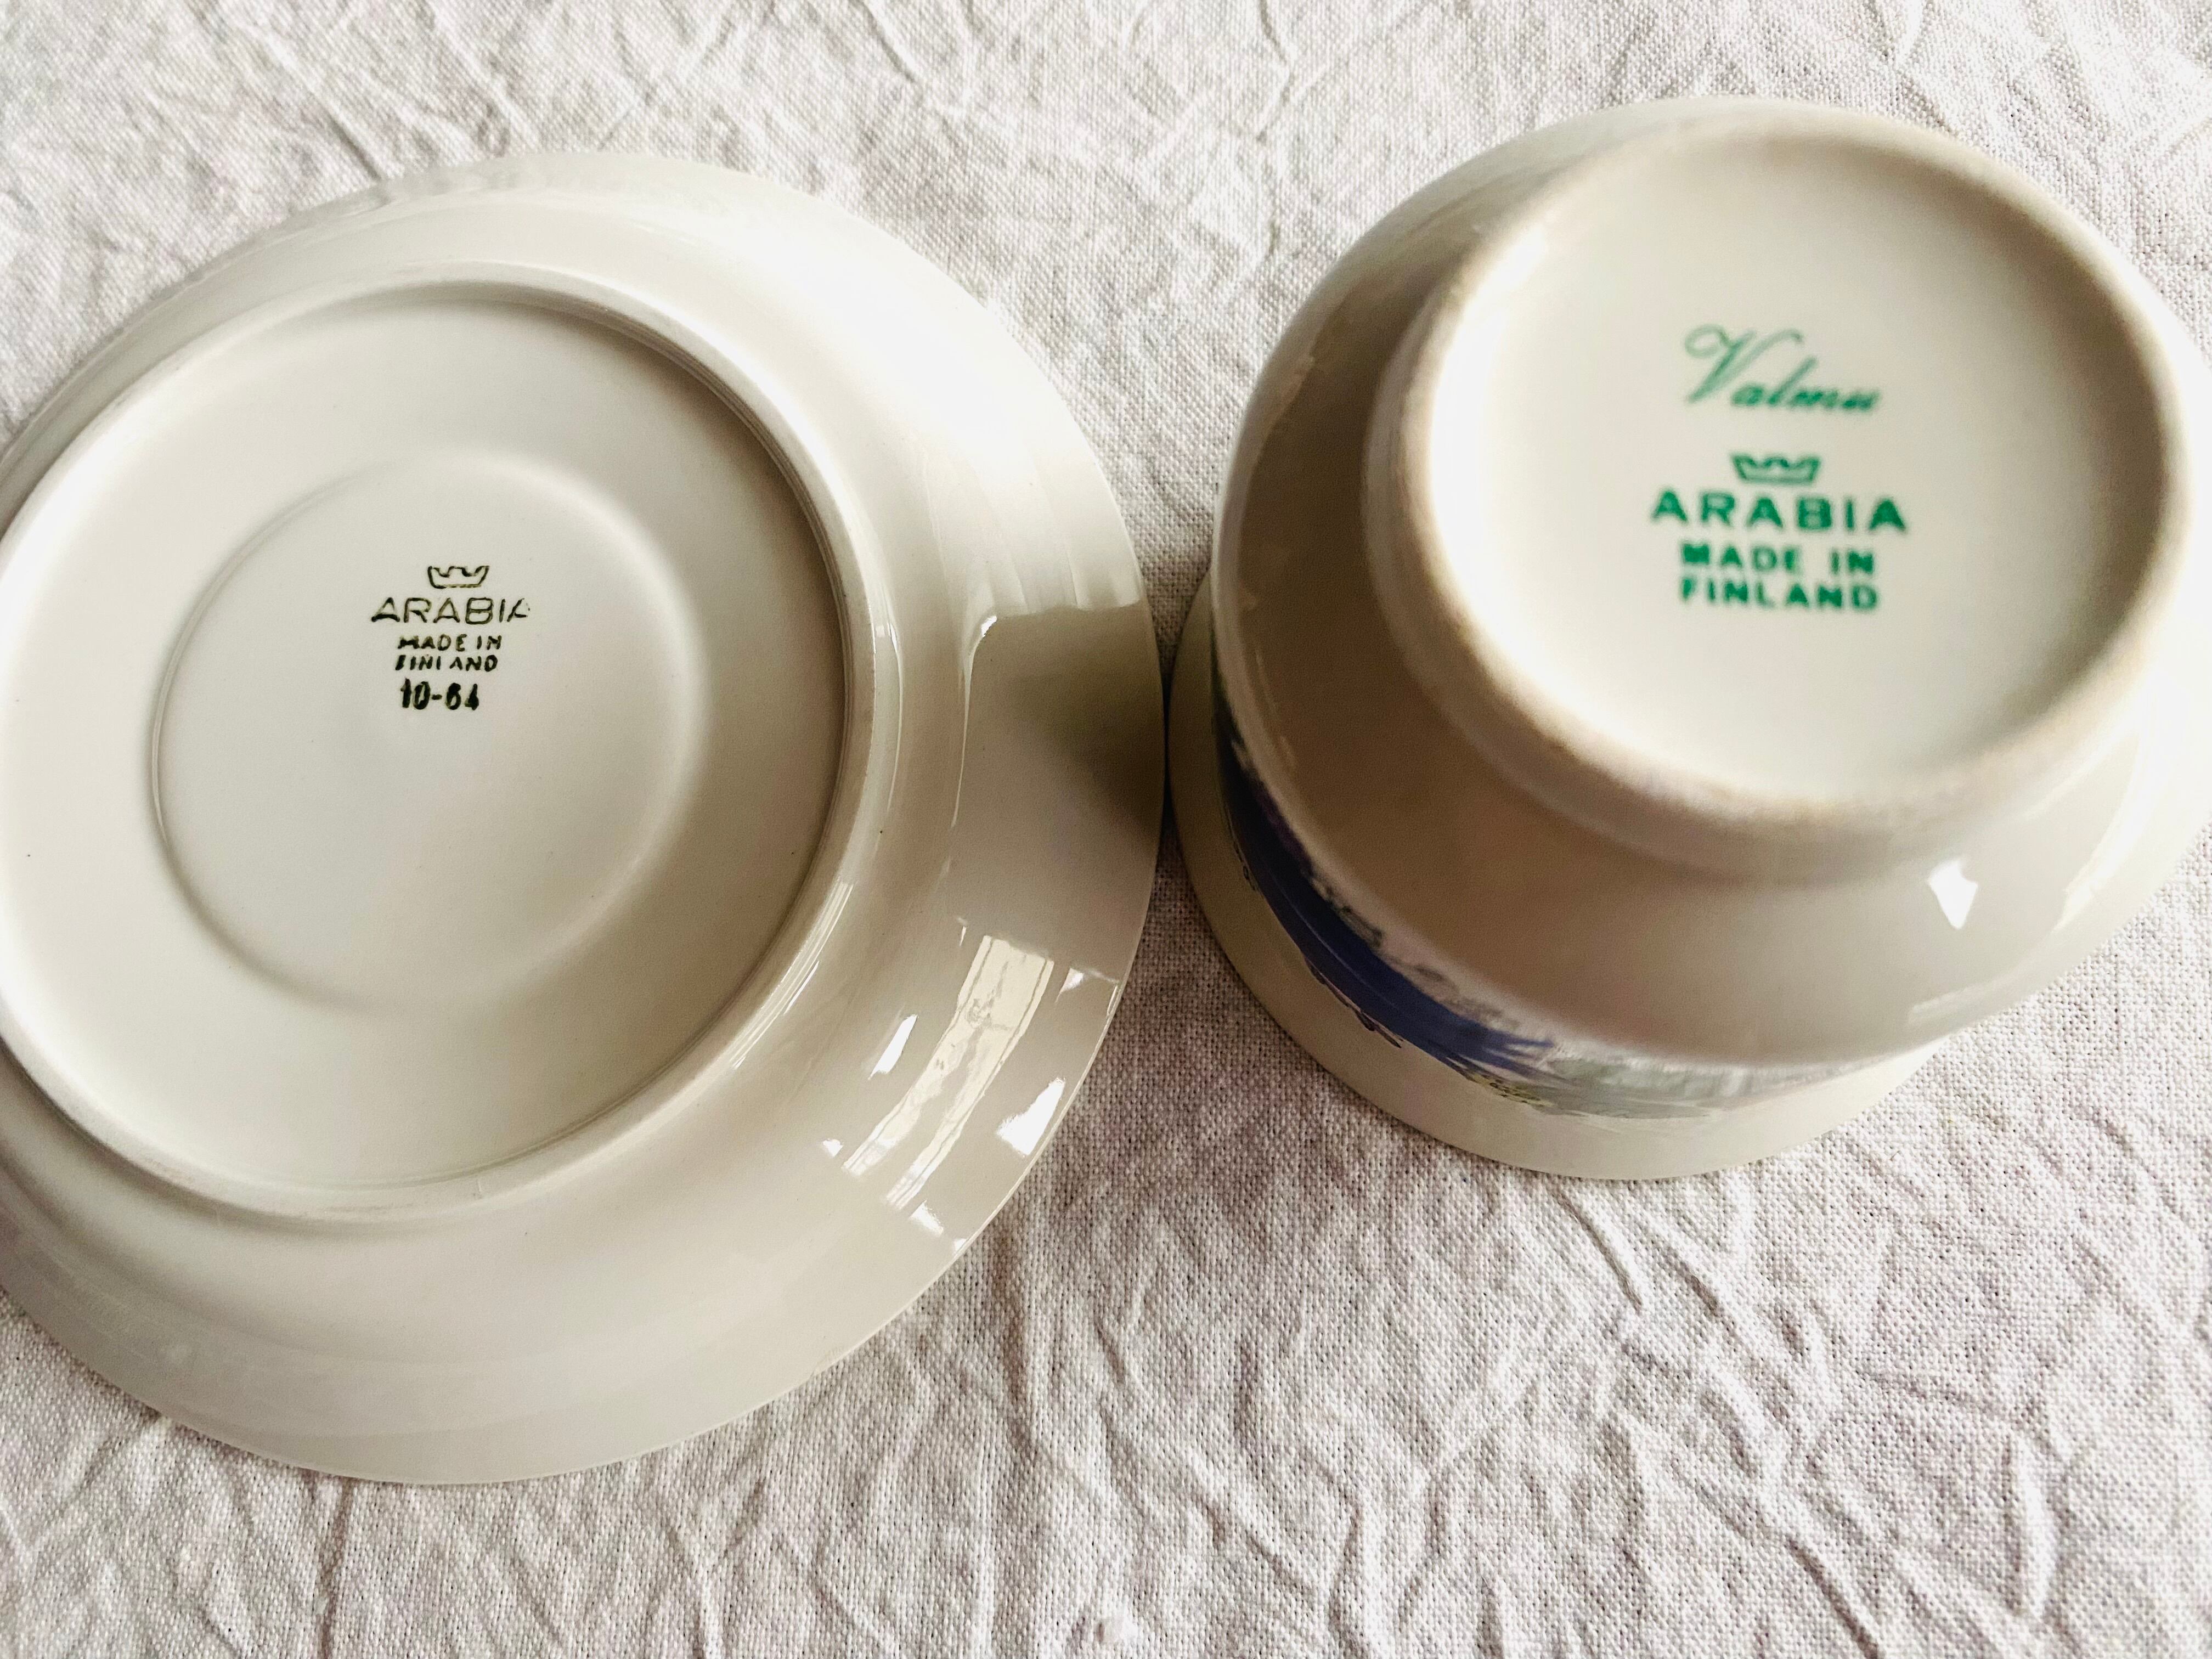 ARABIA
MADE IN
FINLAND
10-64
Valmu
ARABIA
MADE IN
FINLAND